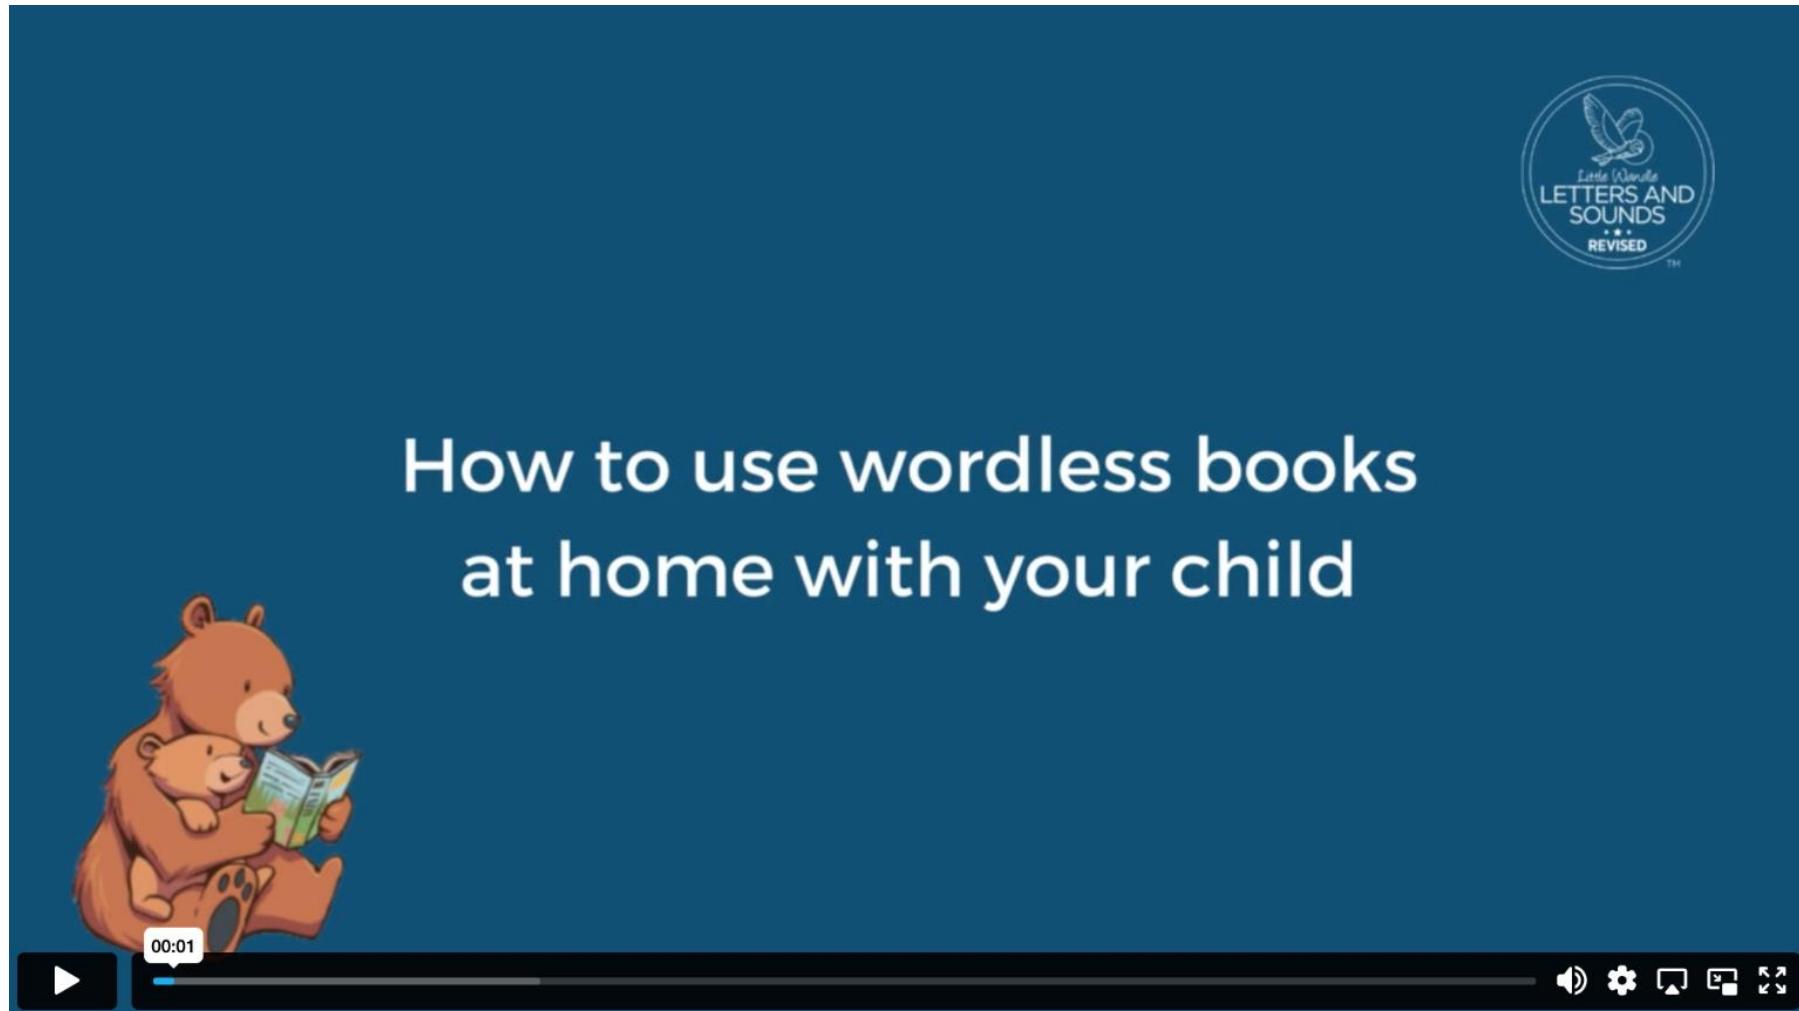 Little Wandle
LETTERS AND
SOUNDS
REVISED
TM
How to use wordless books
at home with your child
00:01